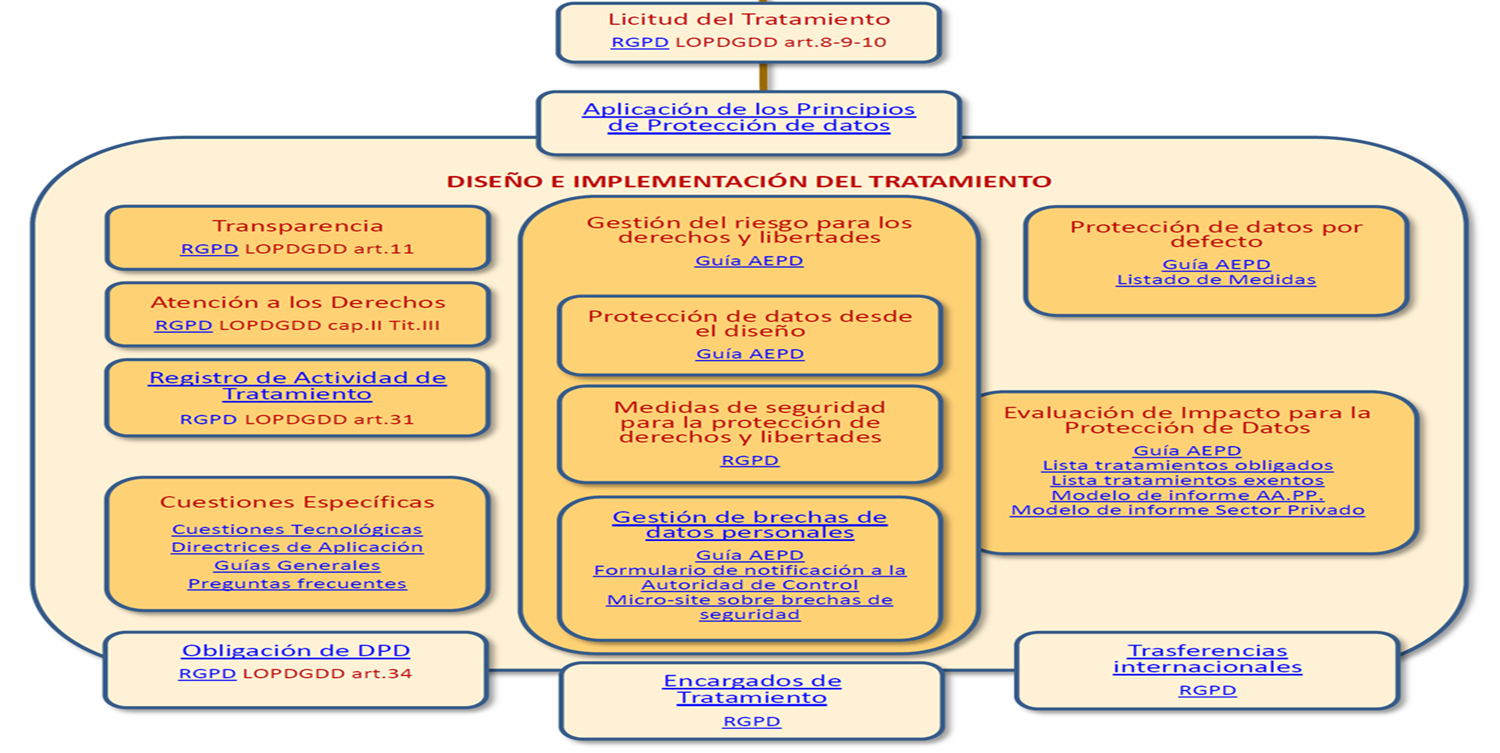 Licitud del Tratamiento
RGPD LOPDGDD art.8-9-10
Aplicación de los Principios
de Protección de datos
DISEÑO E IMPLEMENTACIÓN DEL TRATAMIENTO
Transparencia
RGPD LOPDGDD art.11
Atención a los Derechos
RGPD LOPDGDD cap.II Tit.III
Registro de Actividad de
Tratamiento
RGPD LOPDGDD art.31
Cuestiones Específicas
Cuestiones Tecnológicas
Directrices de Aplicación
Guías Generales
Preguntas frecuentes
Gestión del riesgo para los
derechos y libertades
Guía AEPD
Protección de datos desde
el diseño
Guía AEPD
Medidas de seguridad
para la protección de
derechos y libertades
RGPD
Gestión de brechas de
datos personales
Guía AEPD
Formulario de notificación a la
Autoridad de Control
Micro-site sobre brechas de
seguridad
Protección de datos por
defecto
Guía AEPD
Listado de Medidas
Evaluación de Impacto para la
Protección de Datos
Guía AEPD
Lista tratamientos obligados
Lista tratamientos exentos
Modelo de informe AA.PP.
Modelo de informe Sector Privado
Obligación de DPD
RGPD LOPDGDD art.34
Encargados de
Tratamiento
RGPD
Trasferencias
internacionales
RGPD